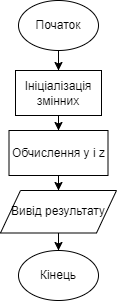 Початок
Ініціалізація
змінних
Обчислення y i z
Вивід результату
Кінець